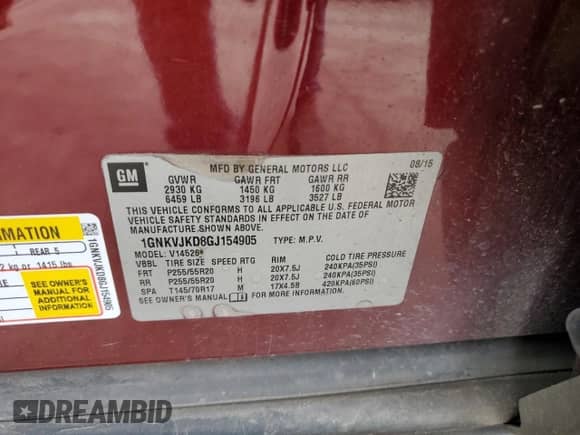 GM
MFD BY GENERAL MOTORS LLC
08/15
GVWR GAWR FRT GAWR RR
2930 KG 1450 KG 1600 KG
6459 LB 3196 LB 3527 LB
THIS VEHICLE CONFORMS TO ALL APPLICABLE U.S. FEDERAL MOTOR
VEHICLE SAFETY STANDARDS IN EFFECT ON THE DATE OF
MANUFACTURE SHOWN ABOVE.
1GNKVJKD8GJ154905 TYPE: M.P.V.
MODEL: V14526*
VBBL TIRE SIZE SPEED RTG RIM COLD TIRE PRESSURE
FRT P255/55R20 H 20X7.5J 240KPA(35PSI)
RR P255/55R20 H 20X7.5J 240KPA(35PSI)
SPA T145/70R17 M 17X4.5B 420KPA(60PSI)
SEE OWNER'S MANUAL FOR MORE INFORMATION.
MATION
REAR 5
2 kg or 1415 lbs
SEE OWNER'S
MANUAL FOR
ADDITIONAL
INFORMATION
1GNKVJKD8GJ154905
DREAMBID